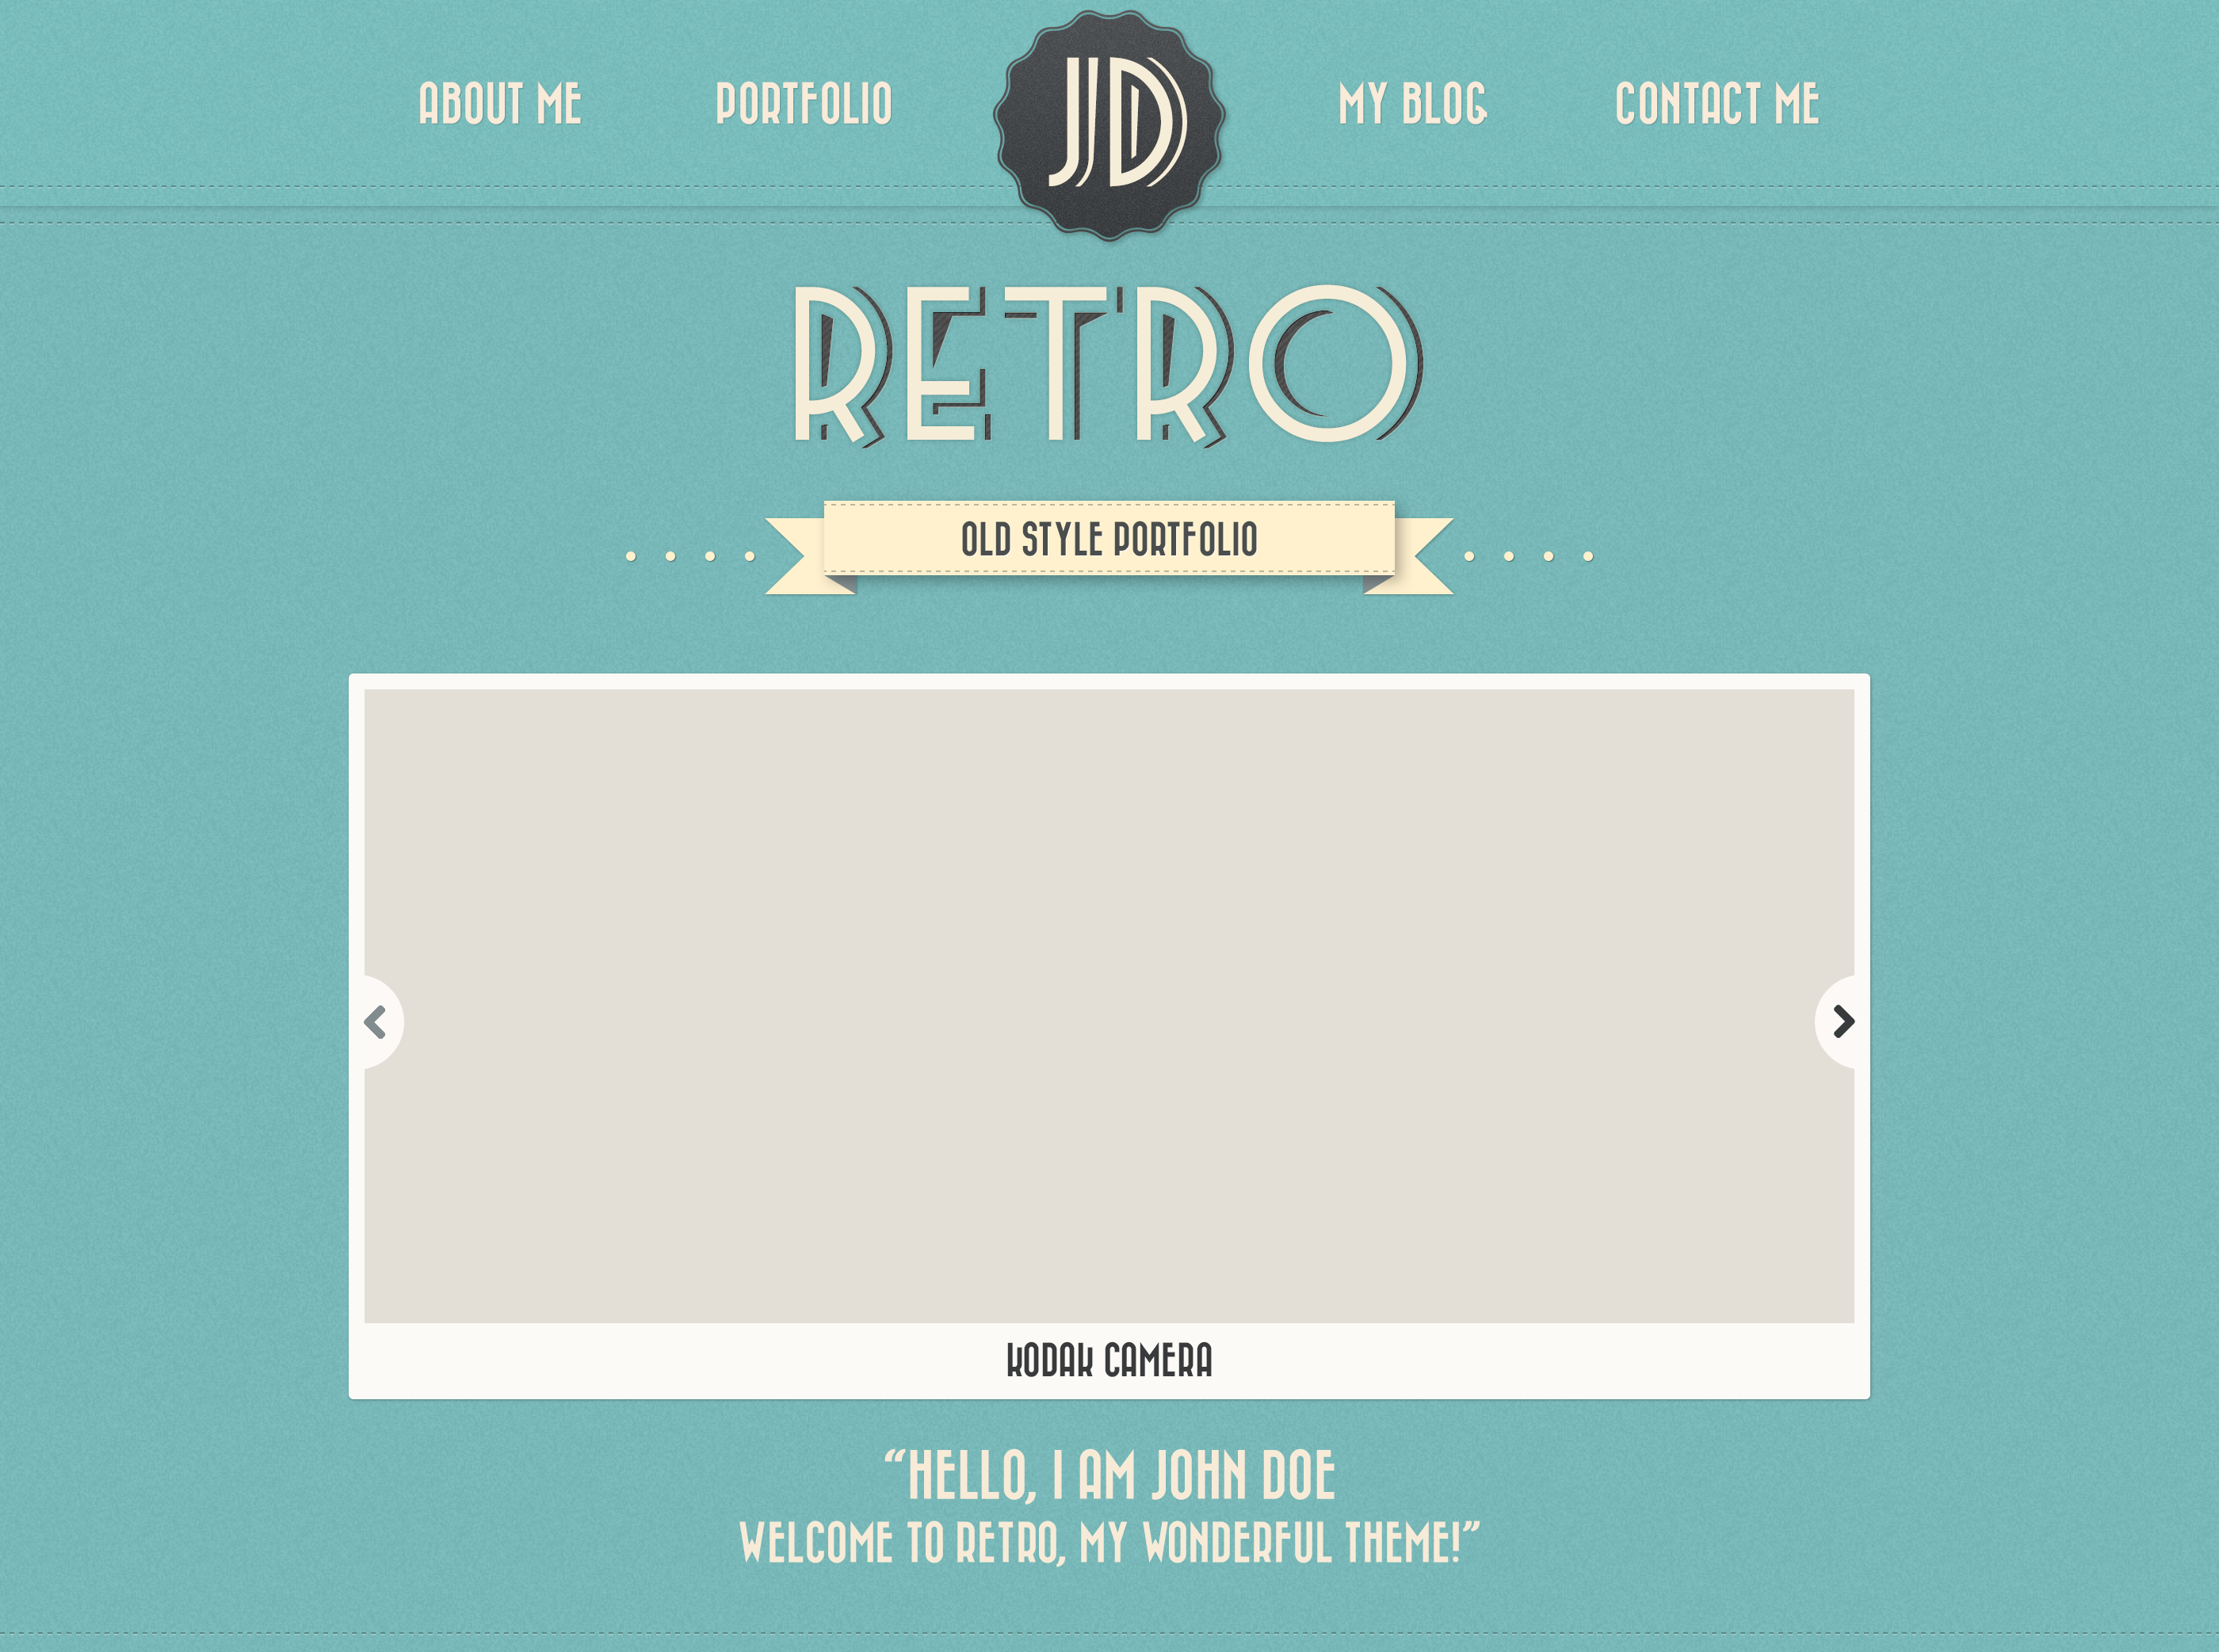 ABOUT ME
PORTFOLIO
JD
MY BLOG
CONTACT ME
RETRO
OLD STYLE PORTFOLIO
KODAK CAMERA
“HELLO, I AM JOHN DOE
WELCOME TO RETRO, MY WONDERFUL THEME!”